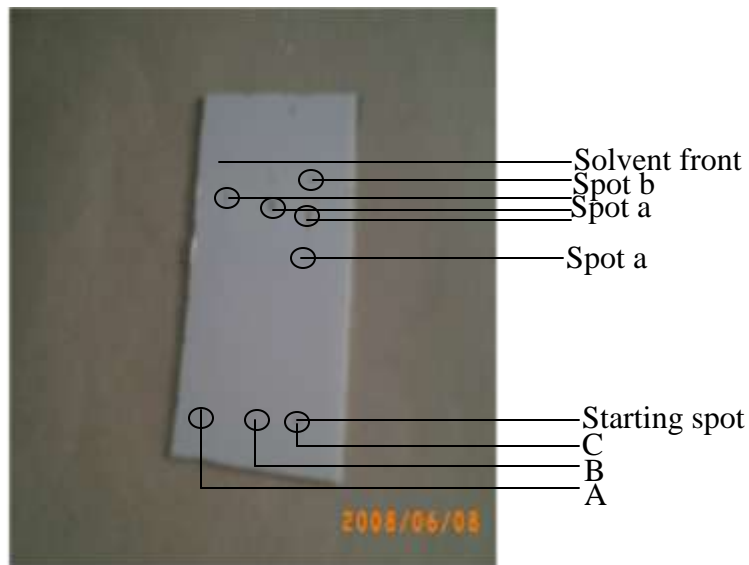 Solvent front
Spot b
Spot a
Spot a
Starting spot
C
B
A
2008/06/08